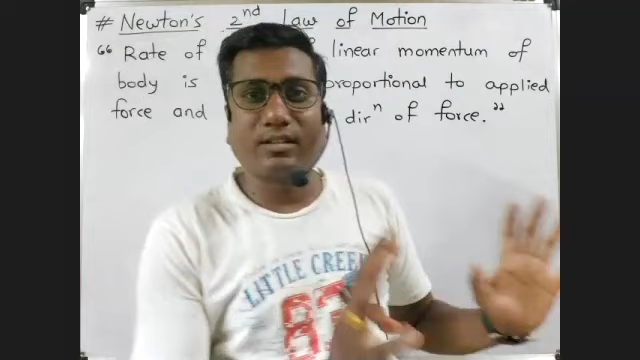 # Newton's 2nd Law of Motion
“ Rate of linear momentum of
body is proportional to applied
force and dirⁿ of force.”
LITTLE CREEK